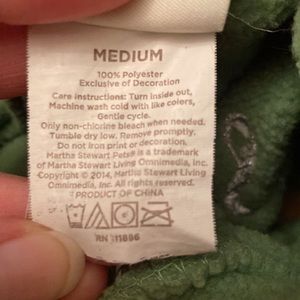 MEDIUM
100% Polyester
Exclusive of Decoration
Care Instructions: Turn inside out,
Machine wash cold with like colors,
Gentle cycle.
Only non-chlorine bleach when needed.
Tumble dry low. Remove promptly.
Do not iron print or decoration.
Martha Stewart Pets® is a trademark
of Martha Stewart Living Omnimedia, Inc.
Copyright © 2014, Martha Stewart Living
Omnimedia, Inc. All rights reserved.
PRODUCT OF CHINA
RN 111886